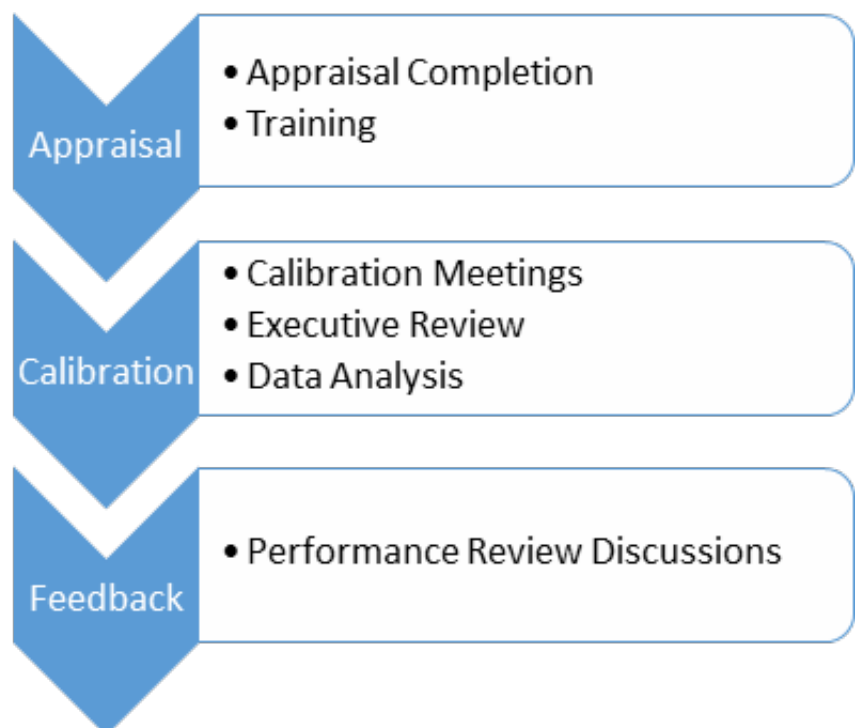 Appraisal
• Appraisal Completion
• Training
Calibration
• Calibration Meetings
• Executive Review
• Data Analysis
Feedback
• Performance Review Discussions